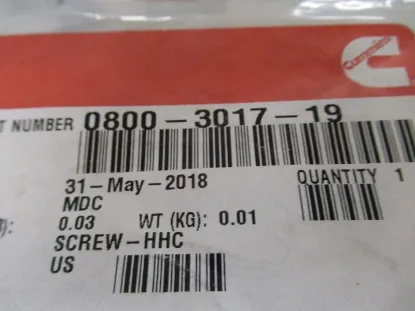 Cummins
T NUMBER 0800-3017-19
31-May-2018
QUANTITY 1
MDC
): 0.03 WT (KG): 0.01
SCREW-HHC
US